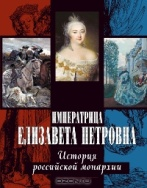 ИМПЕРАТРИЦА
ЕЛИЗАВЕТА ПЕТРОВНА
История
российской монархии